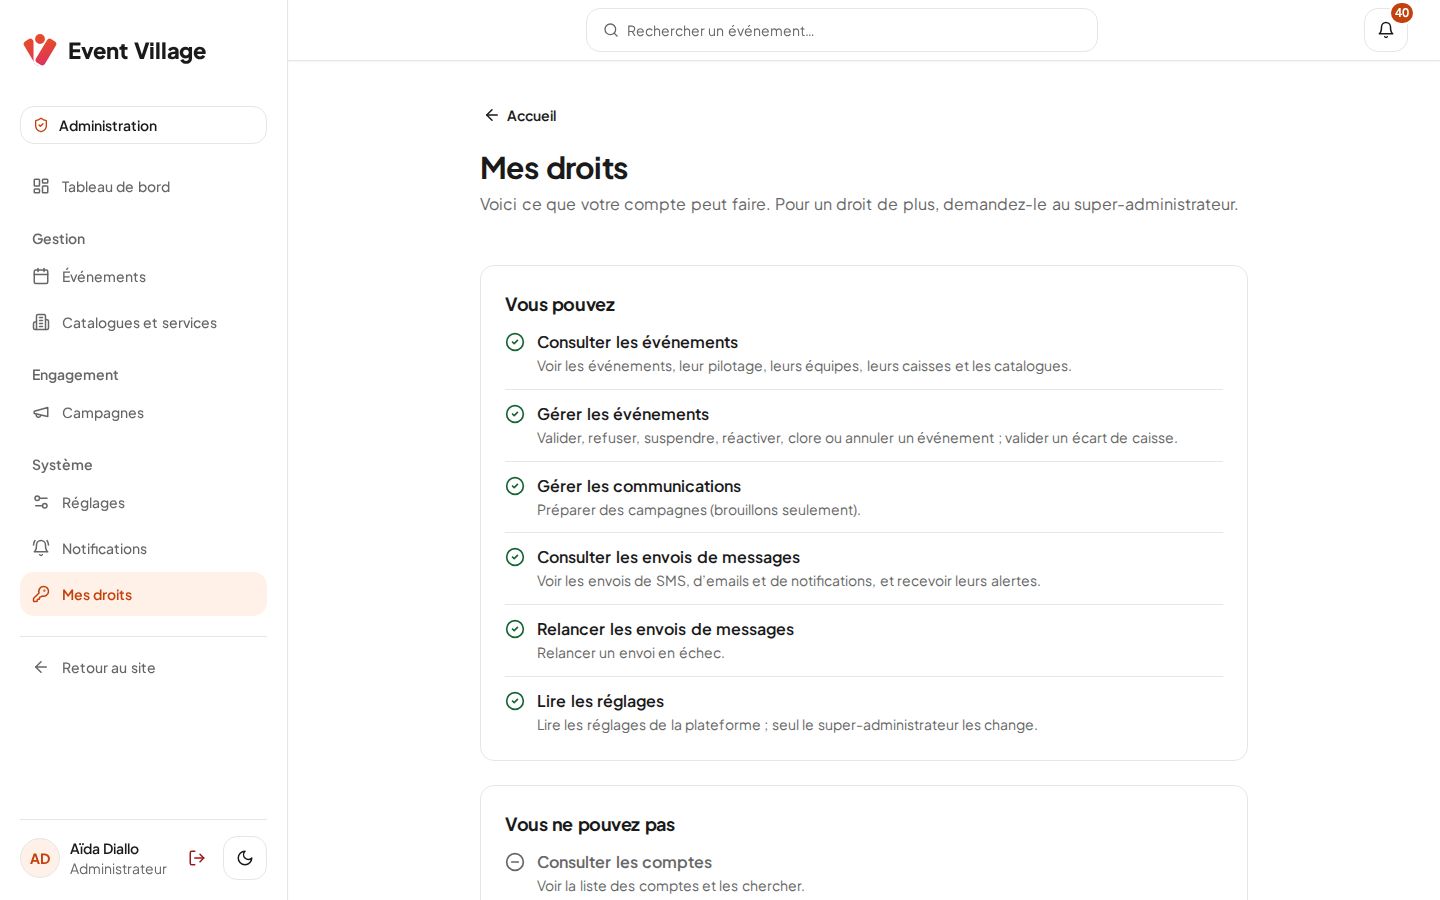 Event Village
Rechercher un événement...
40
Administration
Tableau de bord
Gestion
Événements
Catalogues et services
Engagement
Campagnes
Système
Réglages
Notifications
Mes droits
Retour au site
AD
Aïda Diallo
Administrateur
Accueil
Mes droits
Voici ce que votre compte peut faire. Pour un droit de plus, demandez-le au super-administrateur.
Vous pouvez
Consulter les événements
Voir les événements, leur pilotage, leurs équipes, leurs caisses et les catalogues.
Gérer les événements
Valider, refuser, suspendre, réactiver, clore ou annuler un événement ; valider un écart de caisse.
Gérer les communications
Préparer des campagnes (brouillons seulement).
Consulter les envois de messages
Voir les envois de SMS, d’emails et de notifications, et recevoir leurs alertes.
Relancer les envois de messages
Relancer un envoi en échec.
Lire les réglages
Lire les réglages de la plateforme ; seul le super-administrateur les change.
Vous ne pouvez pas
Consulter les comptes
Voir la liste des comptes et les chercher.